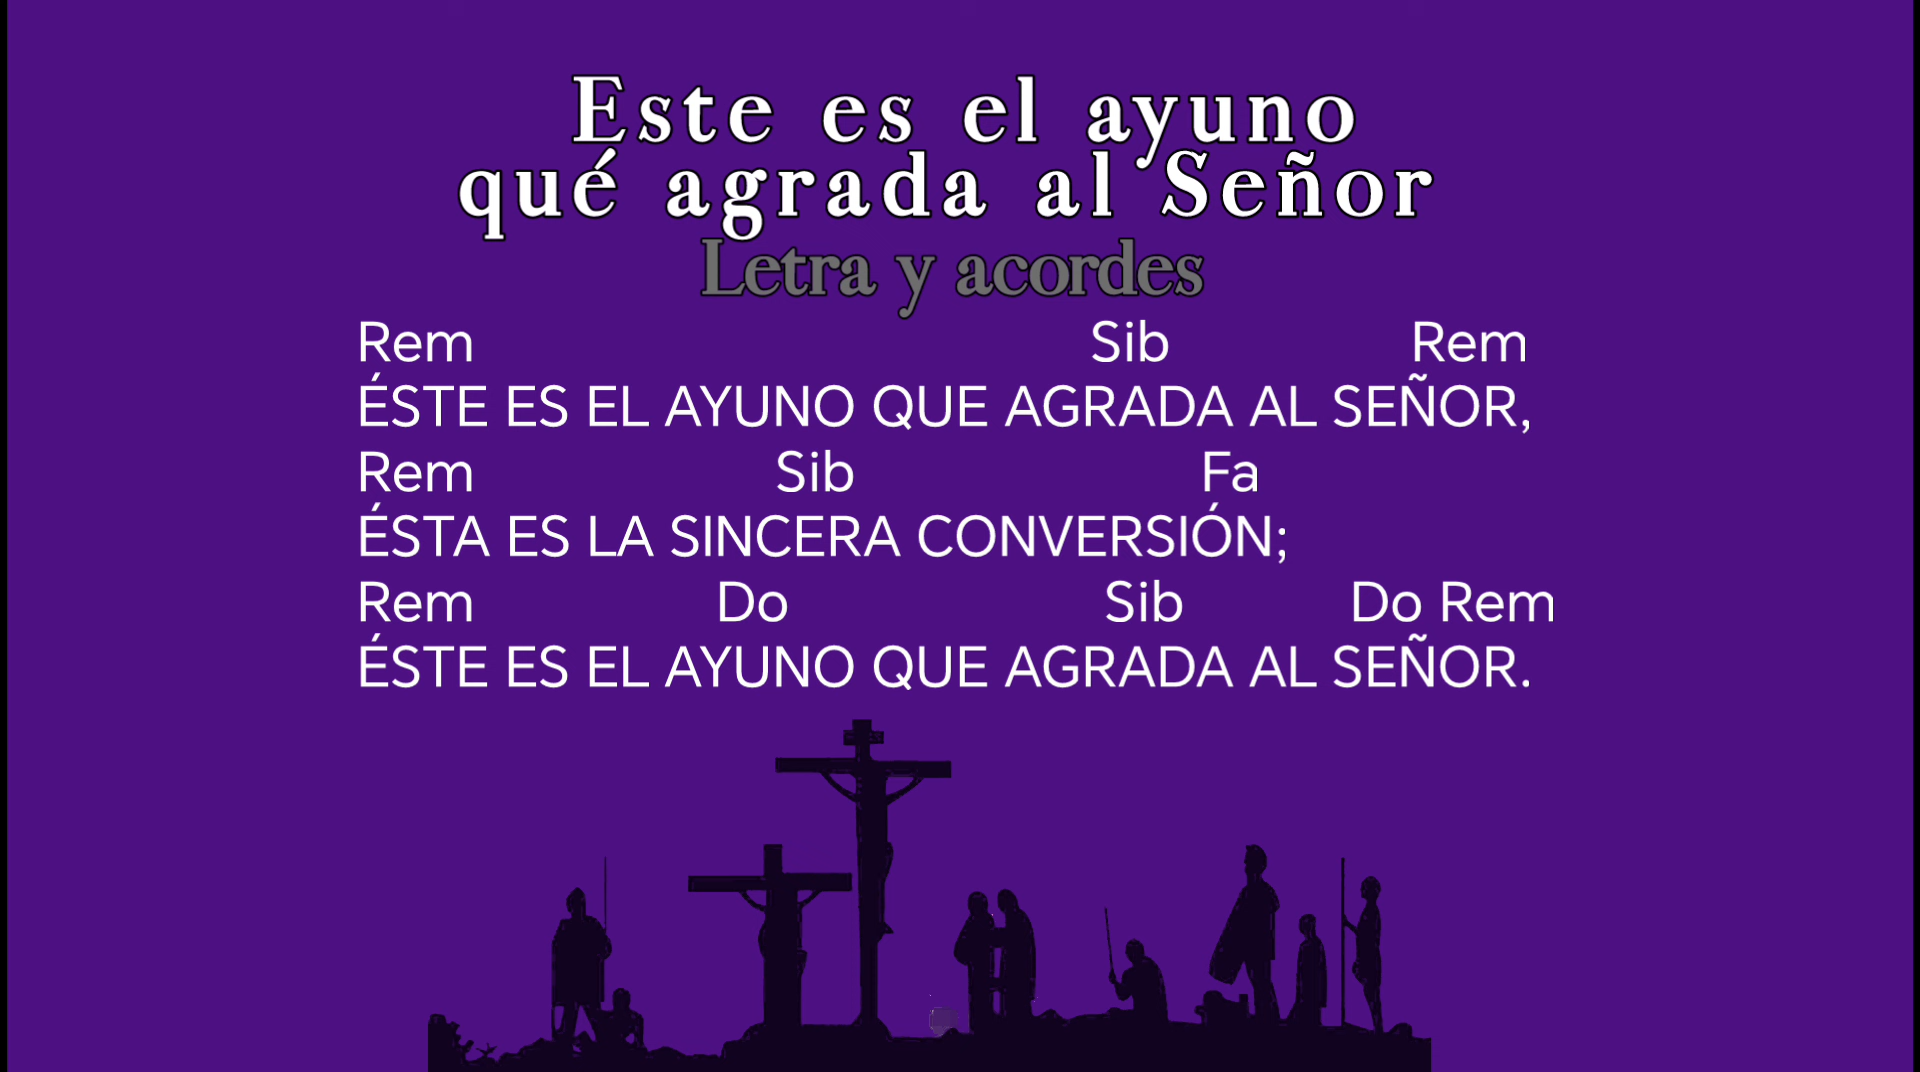 Este es el ayuno
qué agrada al Señor
Letra y acordes
Rem Sib Rem
ÉSTE ES EL AYUNO QUE AGRADA AL SEÑOR,
Rem Sib Fa
ÉSTA ES LA SINCERA CONVERSIÓN;
Rem Do Sib Do Rem
ÉSTE ES EL AYUNO QUE AGRADA AL SEÑOR.